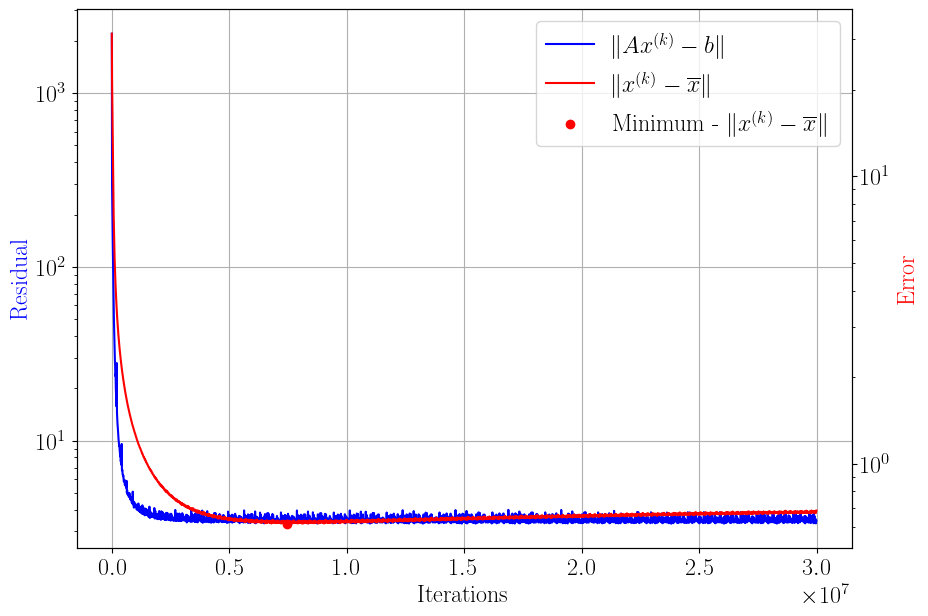 ‖Ax^{(k)} − b‖
‖x^{(k)} − x̅‖
Minimum - ‖x^{(k)} − x̅‖
10^3
10^2
10^1
Residual
10^1
10^0
Error
0.0 0.5 1.0 1.5 2.0 2.5 3.0
Iterations
×10^7